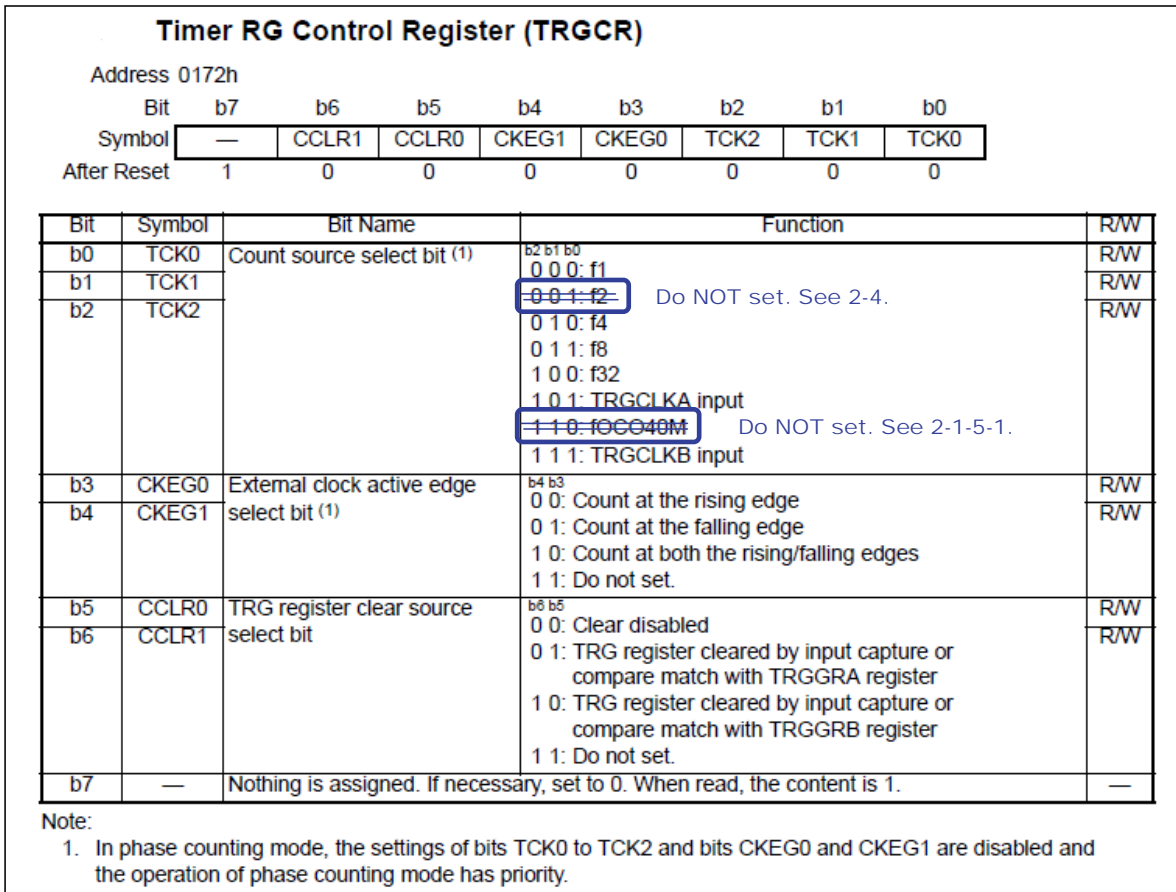 Timer RG Control Register (TRGCR)
Address 0172h
Bit b7 b6 b5 b4 b3 b2 b1 b0
Symbol — CCLR1 CCLR0 CKEG1 CKEG0 TCK2 TCK1 TCK0
After Reset 1 0 0 0 0 0 0 0
Bit Symbol Bit Name Function R/W
b0 TCK0 Count source select bit (1) b2 b1 b0 R/W
0 0 0: f1
b1 TCK1 R/W
0 0 1: f2 Do NOT set. See 2-4.
b2 TCK2 R/W
0 1 0: f4
0 1 1: f8
1 0 0: f32
1 0 1: TRGCLKA input
1 1 0: fOCO40M Do NOT set. See 2-1-5-1.
1 1 1: TRGCLKB input
b3 CKEG0 External clock active edge b4 b3 R/W
0 0: Count at the rising edge
b4 CKEG1 select bit (1) R/W
0 1: Count at the falling edge
1 0: Count at both the rising/falling edges
1 1: Do not set.
b5 CCLR0 TRG register clear source b6 b5 R/W
0 0: Clear disabled
b6 CCLR1 select bit R/W
0 1: TRG register cleared by input capture or
compare match with TRGGRA register
1 0: TRG register cleared by input capture or
compare match with TRGGRB register
1 1: Do not set.
b7 — Nothing is assigned. If necessary, set to 0. When read, the content is 1. —
Note:
1. In phase counting mode, the settings of bits TCK0 to TCK2 and bits CKEG0 and CKEG1 are disabled and
the operation of phase counting mode has priority.